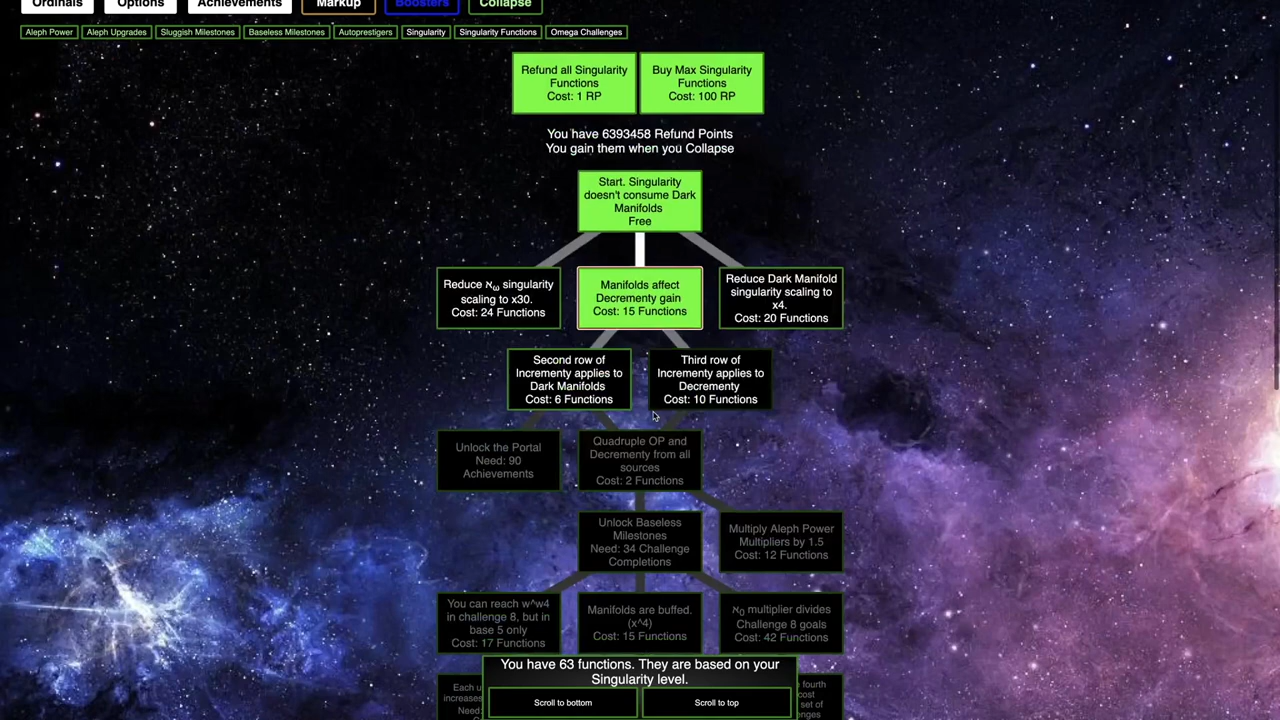 Ordinals Options Achievements Markup Boosters Collapse
Aleph Power Aleph Upgrades Sluggish Milestones Baseless Milestones Autoprestigers Singularity Singularity Functions Omega Challenges
Refund all Singularity
Functions
Cost: 1 RP
Buy Max Singularity
Functions
Cost: 100 RP
You have 6393458 Refund Points
You gain them when you Collapse
Start. Singularity
doesn't consume Dark
Manifolds
Free
Reduce ℵω singularity
scaling to x30.
Cost: 24 Functions
Manifolds affect
Decrementy gain
Cost: 15 Functions
Reduce Dark Manifold
singularity scaling to
x4.
Cost: 20 Functions
Second row of
Incrementy applies to
Dark Manifolds
Cost: 6 Functions
Third row of
Incrementy applies to
Decrementy
Cost: 10 Functions
Unlock the Portal
Need: 90
Achievements
Quadruple OP and
Decrementy from all
sources
Cost: 2 Functions
Unlock Baseless
Milestones
Need: 34 Challenge
Completions
Multiply Aleph Power
Multipliers by 1.5
Cost: 12 Functions
You can reach w^w4
in challenge 8, but in
base 5 only
Cost: 17 Functions
Manifolds are buffed.
(x^4)
Cost: 15 Functions
ℵ0 multiplier divides
Challenge 8 goals
Cost: 42 Functions
Each u
increases
Need:
fourth
cost
set of
enges
You have 63 functions. They are based on your
Singularity level.
Scroll to bottom
Scroll to top